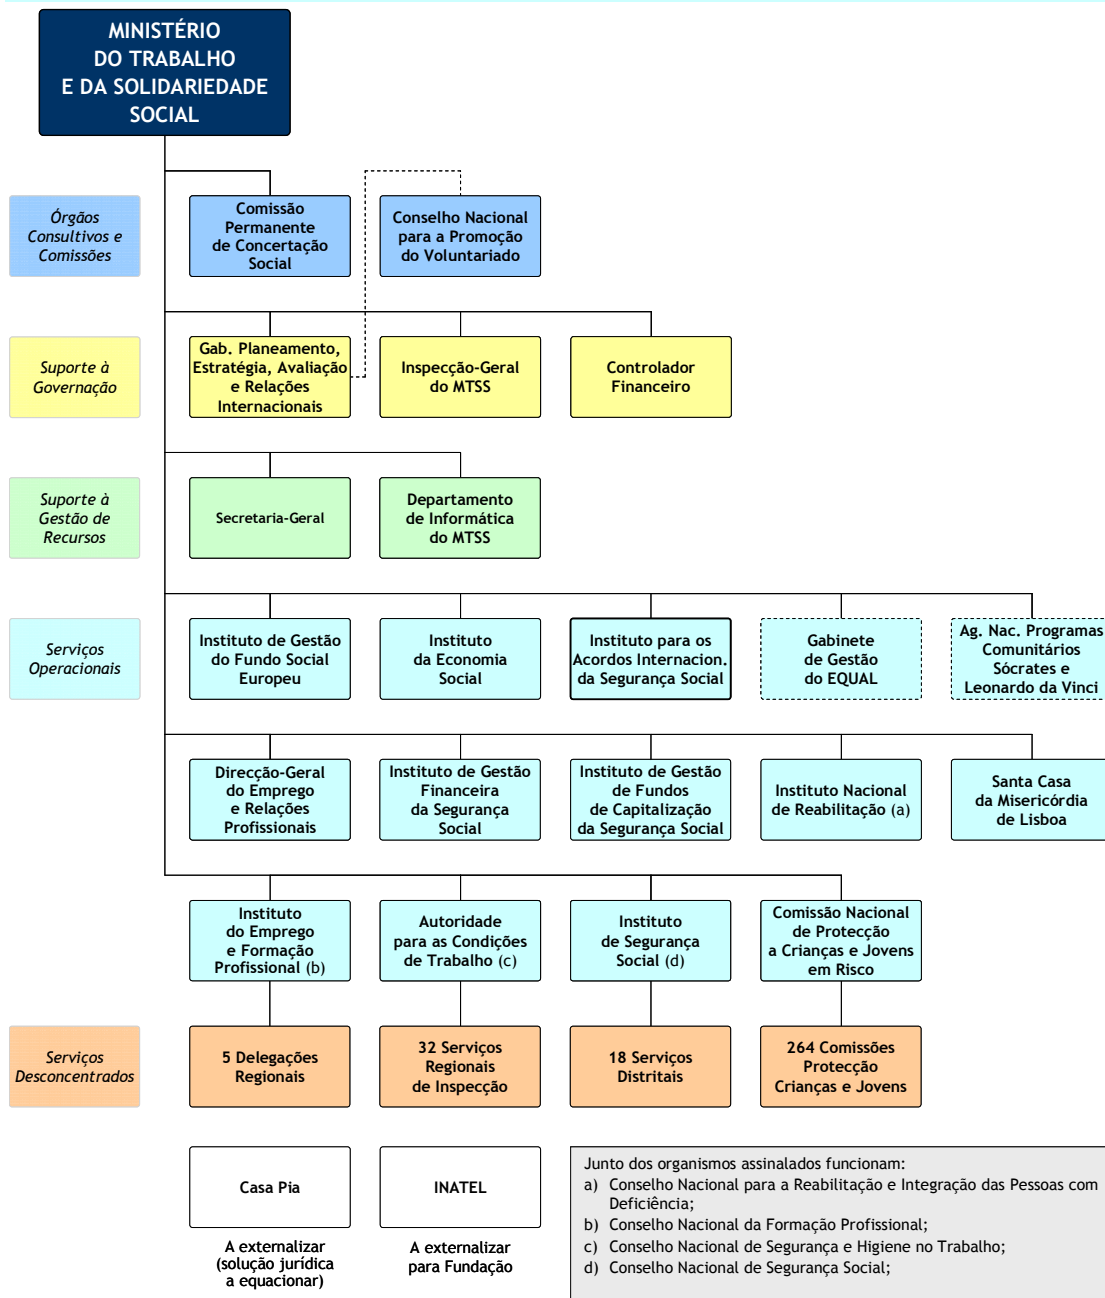 MINISTÉRIO
DO TRABALHO
E DA SOLIDARIEDADE
SOCIAL
Órgãos
Consultivos e
Comissões
Comissão
Permanente
de Concertação
Social
Conselho Nacional
para a Promoção
do Voluntariado
Suporte à
Governação
Gab. Planeamento,
Estratégia, Avaliação
e Relações
Internacionais
Inspecção-Geral
do MTSS
Controlador
Financeiro
Suporte à
Gestão de
Recursos
Secretaria-Geral
Departamento
de Informática
do MTSS
Serviços
Operacionais
Instituto de Gestão
do Fundo Social
Europeu
Instituto
da Economia
Social
Instituto para os
Acordos Internacion.
da Segurança Social
Gabinete
de Gestão
do EQUAL
Ag. Nac. Programas
Comunitários
Sócrates e
Leonardo da Vinci
Direcção-Geral
do Emprego
e Relações
Profissionais
Instituto de Gestão
Financeira
da Segurança
Social
Instituto de Gestão
de Fundos
de Capitalização
da Segurança Social
Instituto Nacional
de Reabilitação (a)
Santa Casa
da Misericórdia
de Lisboa
Instituto
do Emprego
e Formação
Profissional (b)
Autoridade
para as Condições
de Trabalho (c)
Instituto
de Segurança
Social (d)
Comissão Nacional
de Protecção
a Crianças e Jovens
em Risco
Serviços
Desconcentrados
5 Delegações
Regionais
32 Serviços
Regionais
de Inspecção
18 Serviços
Distritais
264 Comissões
Protecção
Crianças e Jovens
Casa Pia
A externalizar
(solução jurídica
a equacionar)
INATEL
A externalizar
para Fundação
Junto dos organismos assinalados funcionam:
a) Conselho Nacional para a Reabilitação e Integração das Pessoas com
Deficiência;
b) Conselho Nacional da Formação Profissional;
c) Conselho Nacional de Segurança e Higiene no Trabalho;
d) Conselho Nacional de Segurança Social;